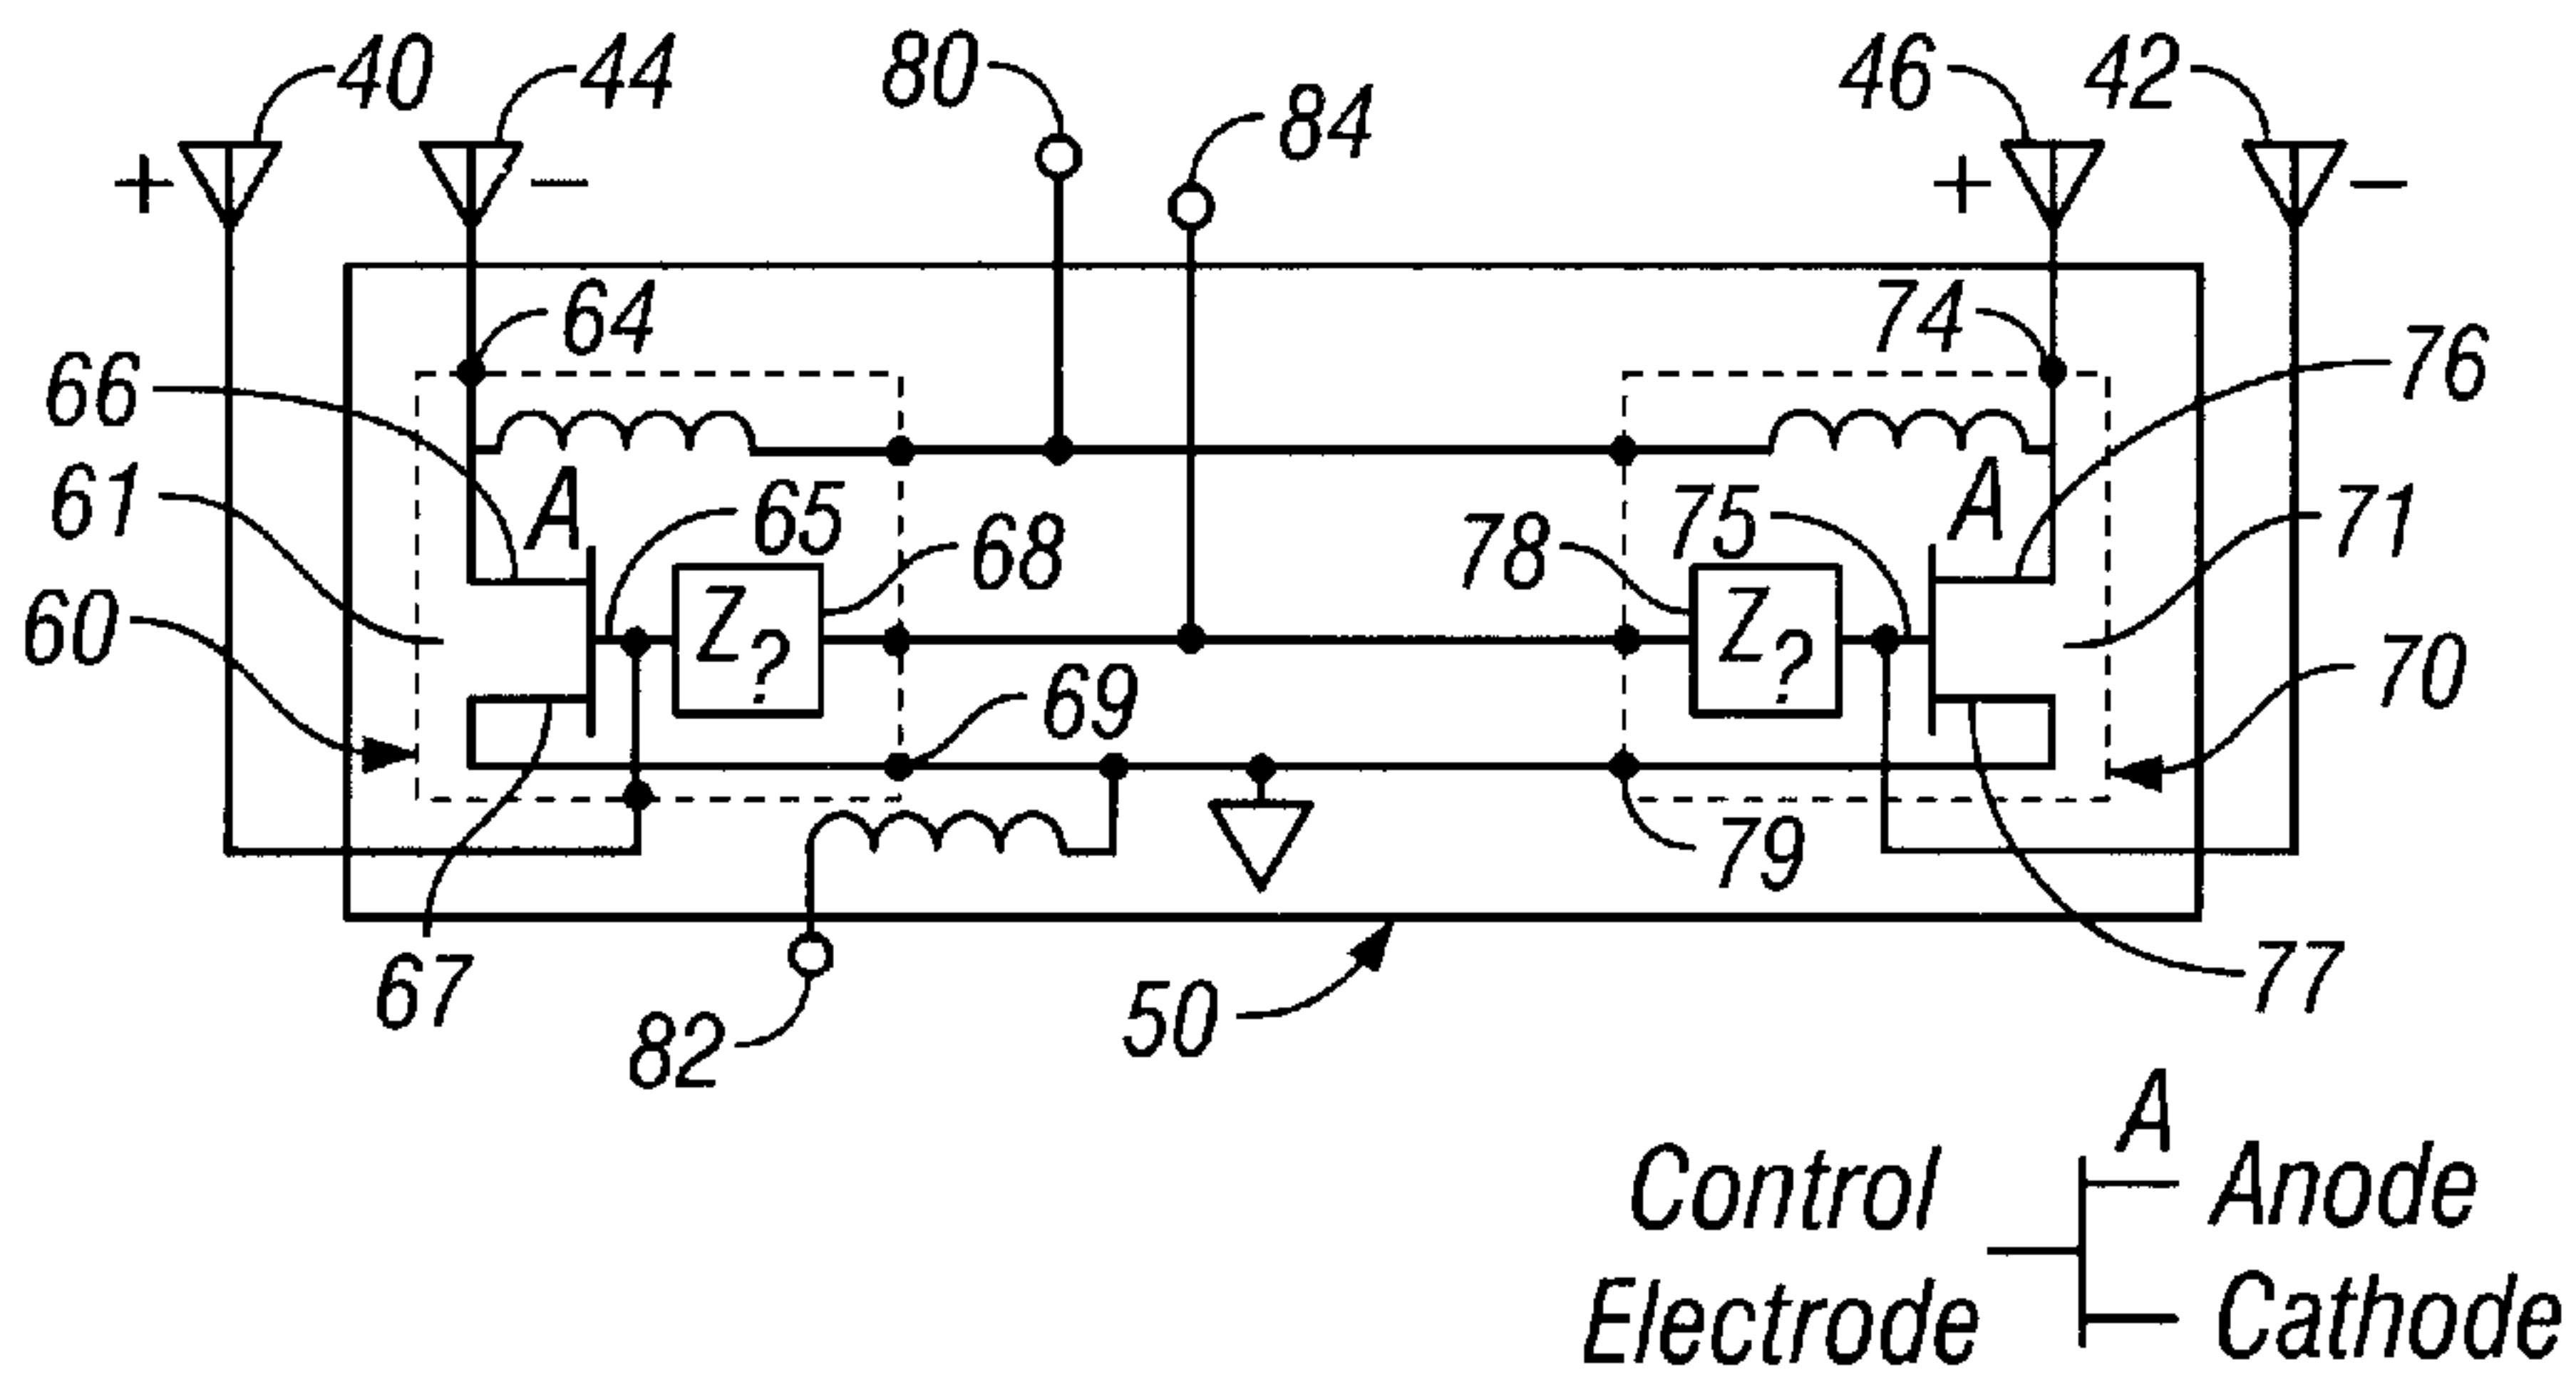 40 44 80 84 46 42
+ - + -
64 74
66 A 65 68 78 75 A 76
61 71
Z? Z?
60 69 70
79
67 82 50 77
A
Control Anode
Electrode Cathode